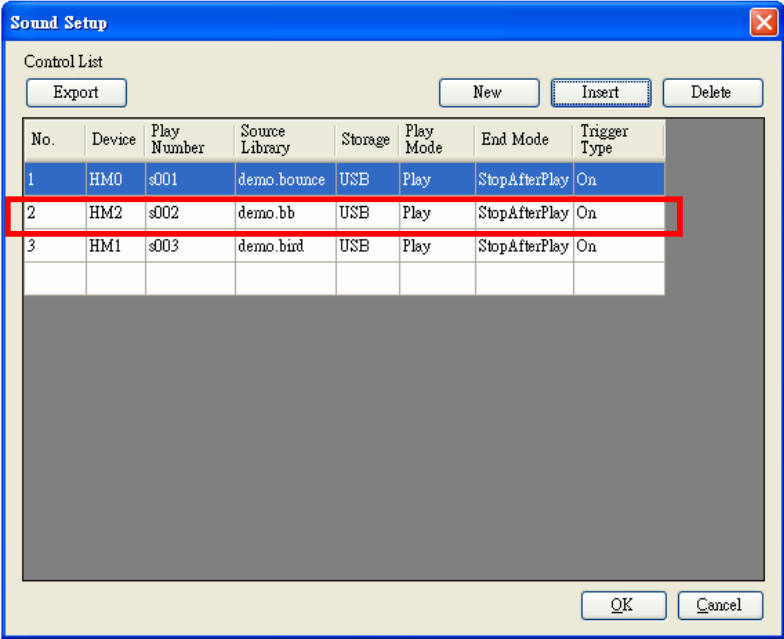 Sound Setup
Control List
Export New Insert Delete
No. Device Play Number Source Library Storage Play Mode End Mode Trigger Type
1 HM0 s001 demo.bounce USB Play StopAfterPlay On
2 HM2 s002 demo.bb USB Play StopAfterPlay On
3 HM1 s003 demo.bird USB Play StopAfterPlay On
OK Cancel